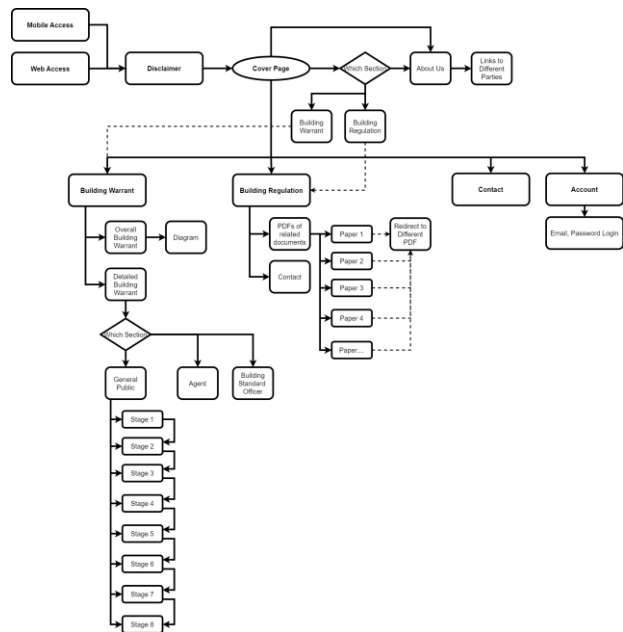 Mobile Access
Web Access
Disclaimer
Cover Page
Which Section
About Us
Links to
Different
Parties
Building
Warrant
Building
Regulation
Building Warrant
Building Regulation
Contact
Account
Overall
Building
Warrant
Diagram
PDFs of
related
documents
Paper 1
Redirect to
Different
PDF
Email, Password Login
Paper 2
Detailed
Building
Warrant
Contact
Paper 3
Paper 4
Which Section
Paper....
General
Public
Agent
Building
Standard
Officer
Stage 1
Stage 2
Stage 3
Stage 4
Stage 5
Stage 6
Stage 7
Stage 8